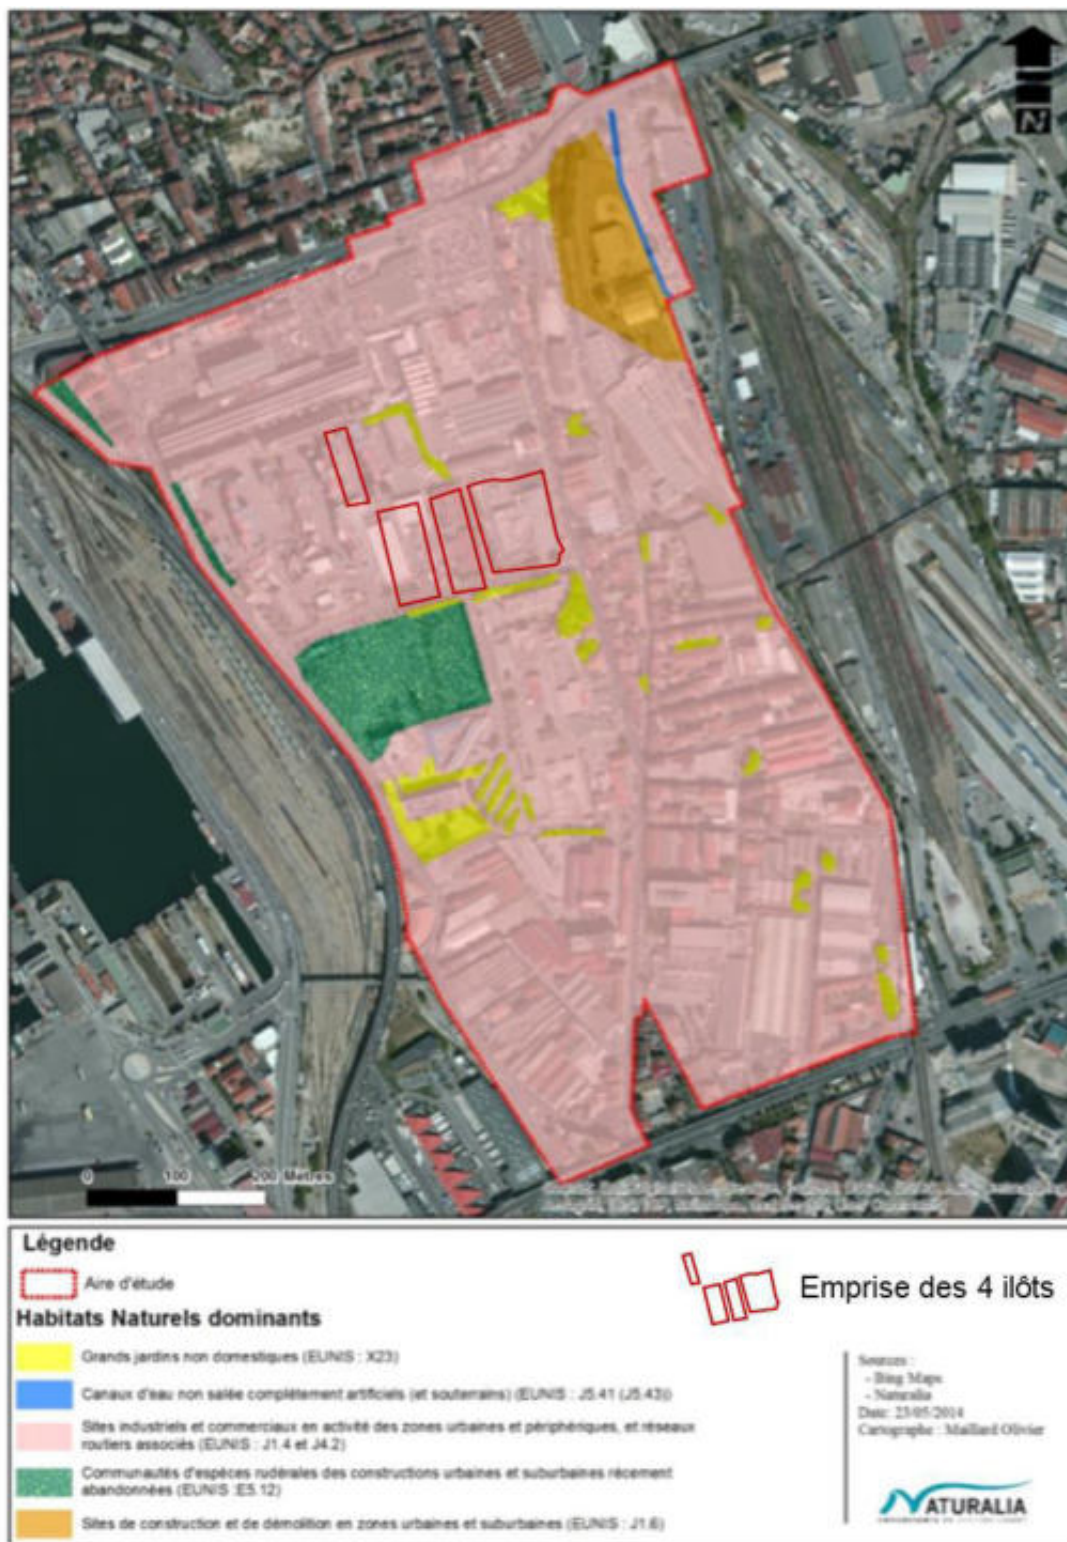 N
0 100 200 Mètres
Légende
Aire d'étude
Emprise des 4 ilôts
Habitats Naturels dominants
Grands jardins non domestiques (EUNIS : X23)
Canaux d'eau non salée complètement artificiels (et souterrains) (EUNIS : J5.41 (J5.43))
Sites industriels et commerciaux en activité des zones urbaines et périphériques, et réseaux
routiers associés (EUNIS : J1.4 et J4.2)
Communautés d'espèces rudérales des constructions urbaines et suburbaines récement
abandonnées (EUNIS :E5.12)
Sites de construction et de démolition en zones urbaines et suburbaines (EUNIS : J1.6)
Sources :
- Bing Maps
- Naturalia
Date: 23/05/2014
Cartographe : Maillard Olivier
NATURALIA